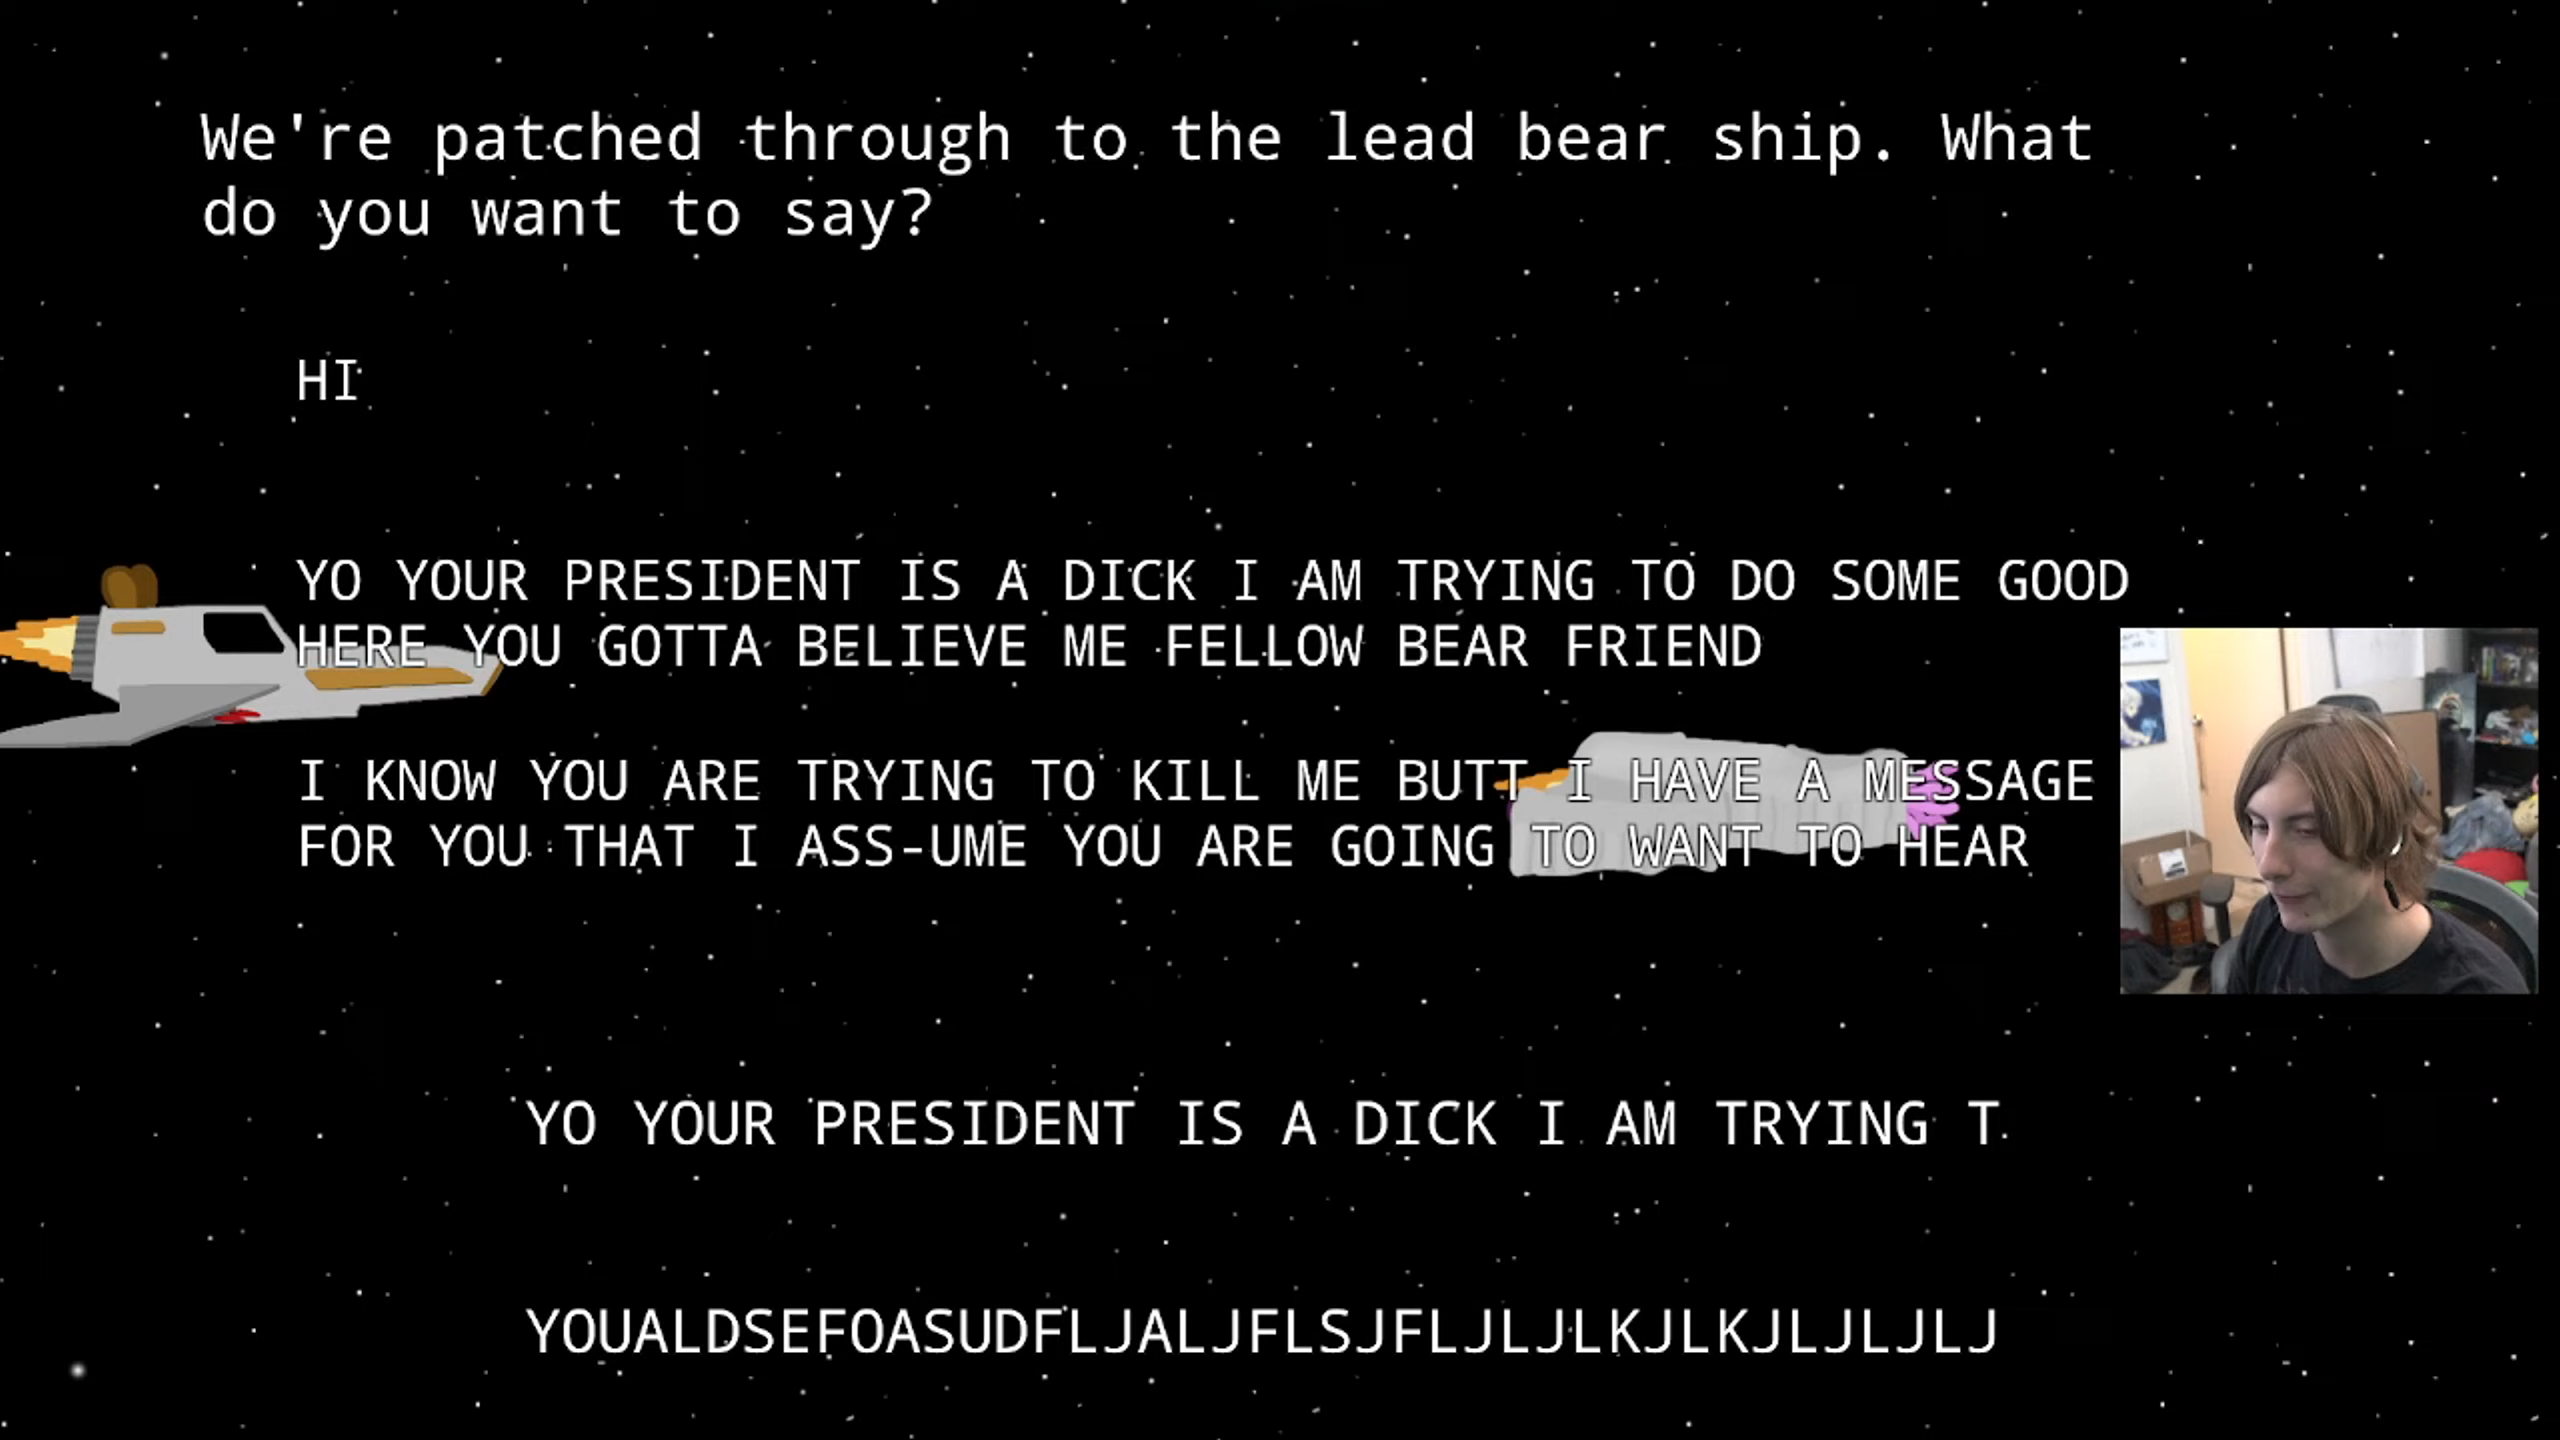 We're patched through to the lead bear ship. What
do you want to say?
HI
YO YOUR PRESIDENT IS A DICK I AM TRYING TO DO SOME GOOD
HERE YOU GOTTA BELIEVE ME FELLOW BEAR FRIEND
I KNOW YOU ARE TRYING TO KILL ME BUTT I HAVE A MESSAGE
FOR YOU THAT I ASS-UME YOU ARE GOING TO WANT TO HEAR
YO YOUR PRESIDENT IS A DICK I AM TRYING T
YOUALDSEFOASUDFLJALJFLSJFLJLJLKJLKJLJLJLJ